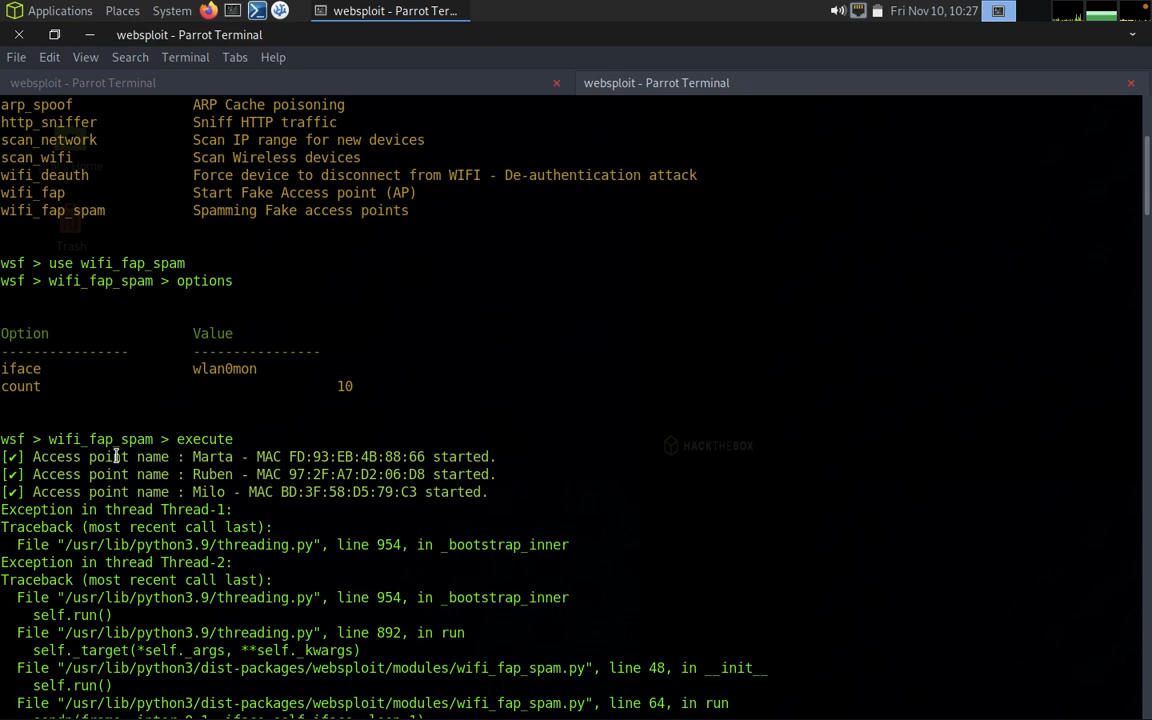 Applications Places System websploit - Parrot Ter... Fri Nov 10, 10:27
websploit - Parrot Terminal
File Edit View Search Terminal Tabs Help
websploit - Parrot Terminal websploit - Parrot Terminal
arp_spoof ARP Cache poisoning
http_sniffer Sniff HTTP traffic
scan_network Scan IP range for new devices
scan_wifi Scan Wireless devices
wifi_deauth Force device to disconnect from WIFI - De-authentication attack
wifi_fap Start Fake Access point (AP)
wifi_fap_spam Spamming Fake access points
Trash
wsf > use wifi_fap_spam
wsf > wifi_fap_spam > options
Option Value
---------------- ----------------
iface wlan0mon
count 10
wsf > wifi_fap_spam > execute
HACKTHEBOX
[✔] Access point name : Marta - MAC FD:93:EB:4B:88:66 started.
[✔] Access point name : Ruben - MAC 97:2F:A7:D2:06:D8 started.
[✔] Access point name : Milo - MAC BD:3F:58:D5:79:C3 started.
Exception in thread Thread-1:
Traceback (most recent call last):
File "/usr/lib/python3.9/threading.py", line 954, in _bootstrap_inner
Exception in thread Thread-2:
Traceback (most recent call last):
File "/usr/lib/python3.9/threading.py", line 954, in _bootstrap_inner
self.run()
File "/usr/lib/python3.9/threading.py", line 892, in run
self._target(*self._args, **self._kwargs)
File "/usr/lib/python3/dist-packages/websploit/modules/wifi_fap_spam.py", line 48, in __init__
self.run()
File "/usr/lib/python3/dist-packages/websploit/modules/wifi_fap_spam.py", line 64, in run